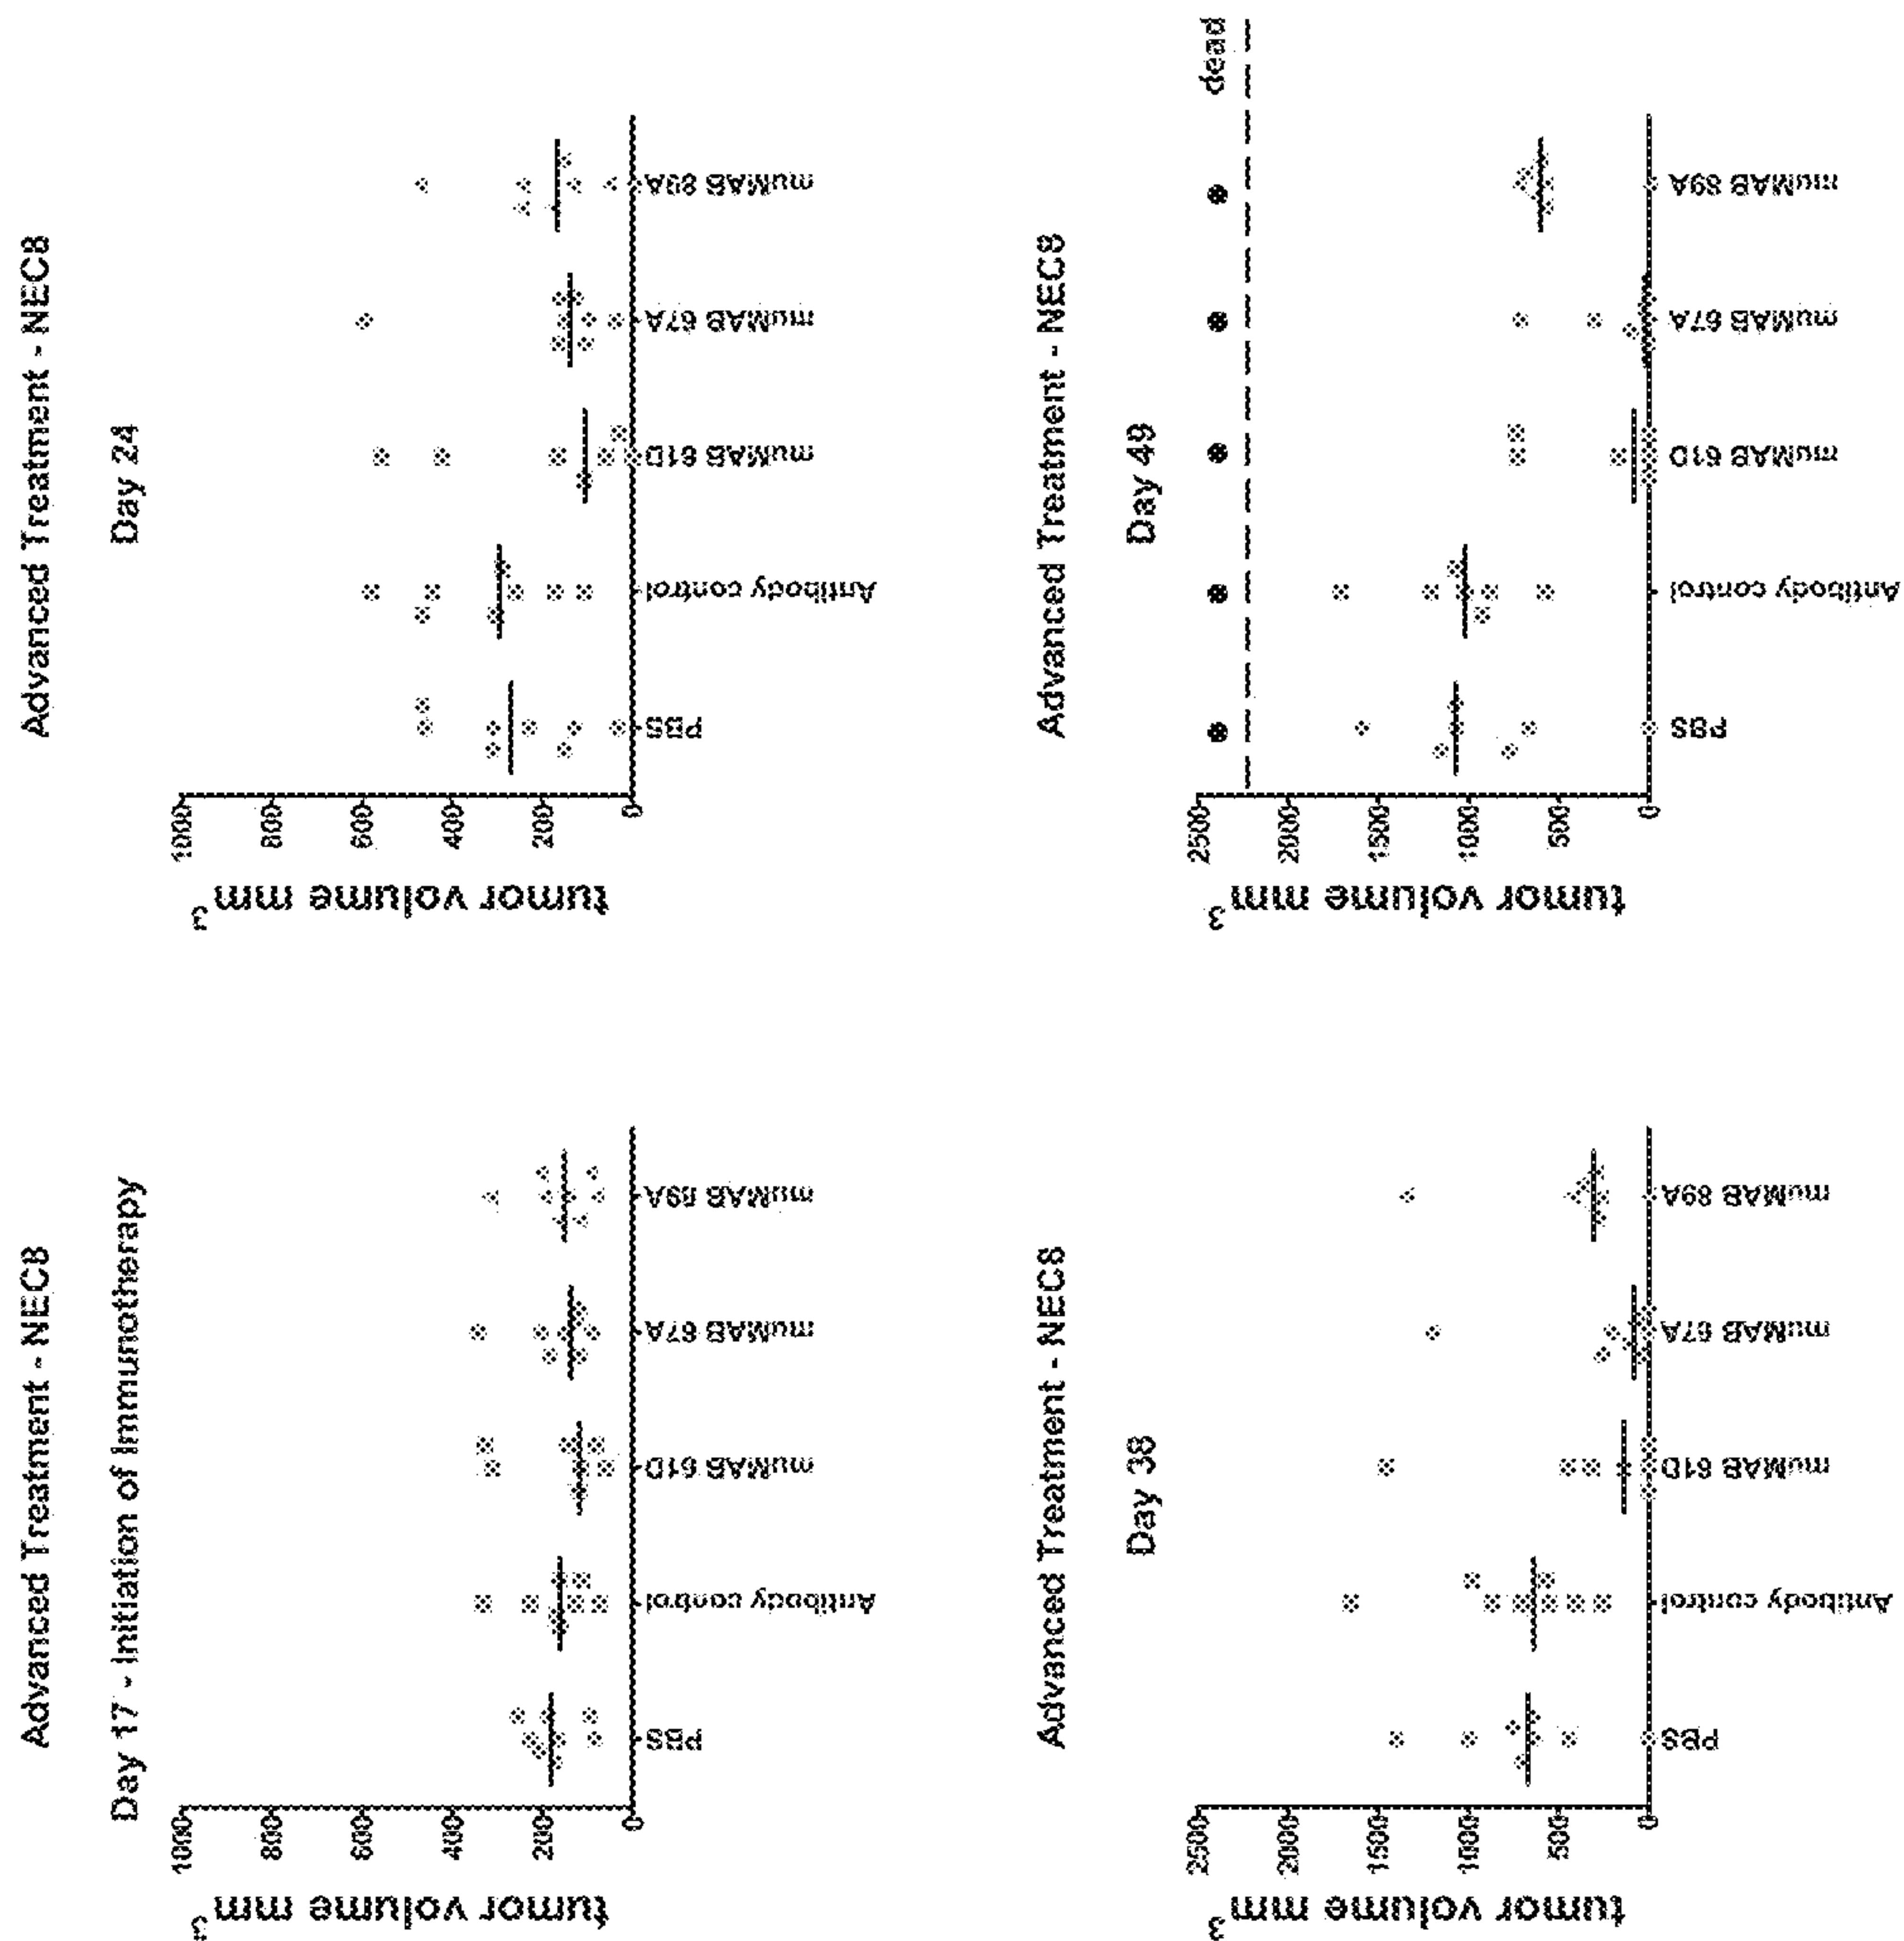 Advanced Treatment - NEC8
Day 17 - Initiation of Immunotherapy
tumor volume mm3
1000
800
600
400
200
0
PBS
Antibody control
muMAB 61D
muMAB 67A
muMAB 89A
Advanced Treatment - NEC8
Day 24
tumor volume mm3
1000
800
600
400
200
0
PBS
Antibody control
muMAB 61D
muMAB 67A
muMAB 89A
Advanced Treatment - NEC8
Day 38
tumor volume mm3
2500
2000
1500
1000
500
0
PBS
Antibody control
muMAB 61D
muMAB 67A
muMAB 89A
Advanced Treatment - NEC8
Day 49
dead
tumor volume mm3
2500
2000
1500
1000
500
0
PBS
Antibody control
muMAB 61D
muMAB 67A
muMAB 89A